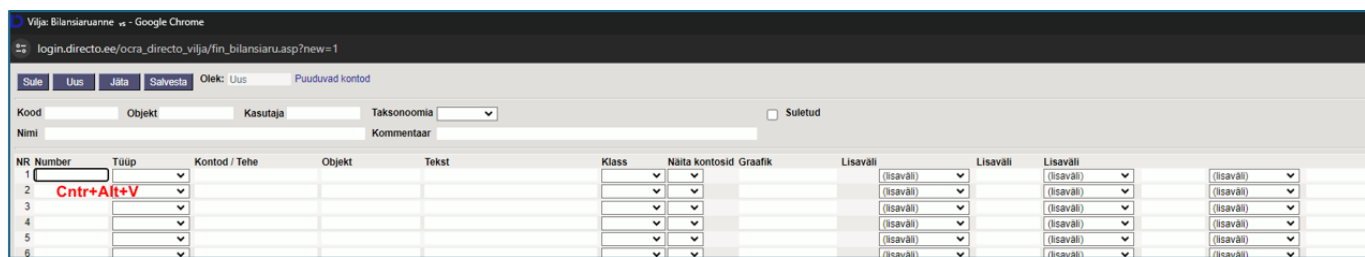 Vilja: Bilansiaruanne vs - Google Chrome
login.directo.ee/ocra_directo_vilja/fin_bilansiaru.asp?new=1
Sule Uus Jäta Salvesta Olek: Uus Puuduvad kontod
Kood Objekt Kasutaja Taksonoomia Suletud
Nimi Kommentaar
NR Number Tüüp Kontod / Tehe Objekt Tekst Klass Näita kontosid Graafik Lisaväli Lisaväli Lisaväli
1 (lisaväli) (lisaväli) (lisaväli)
2 Cntr+Alt+V (lisaväli) (lisaväli) (lisaväli)
3 (lisaväli) (lisaväli) (lisaväli)
4 (lisaväli) (lisaväli) (lisaväli)
5 (lisaväli) (lisaväli) (lisaväli)
6 (lisaväli) (lisaväli) (lisaväli)